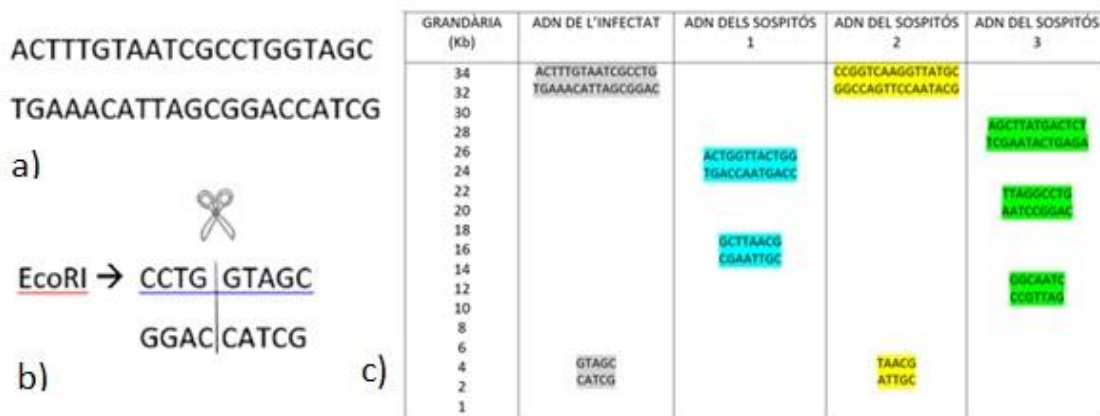 ACTTTGTAATCGCCTGGTAGC
TGAAACATTAGCGGACCATCG
a)
EcoRI → CCTG GTAGC
GGAC CATCG
b)
c)
GRANDÀRIA (Kb) ADN DE L'INFECTAT ADN DELS SOSPITÓS 1 ADN DEL SOSPITÓS 2 ADN DEL SOSPITÓS 3
34 ACTTTGTAATCGCCTG CCGGTCAAGGTTATGC
32 TGAAACATTAGCGGAC GGCCAGTTCCAATACG
30
28 AGCTTATGACTCT
26 ACTGGTTACTGG TCGAATACTGAGA
24 TGACCAATGACC
22 TTAGGCCTG
20 AATCCGGAC
18
16 GCTTAACG
14 CGAATTGC
12 GGCAATC
10 CCGTTAG
8
6
4 GTAGC TAACG
2 CATCG ATTGC
1